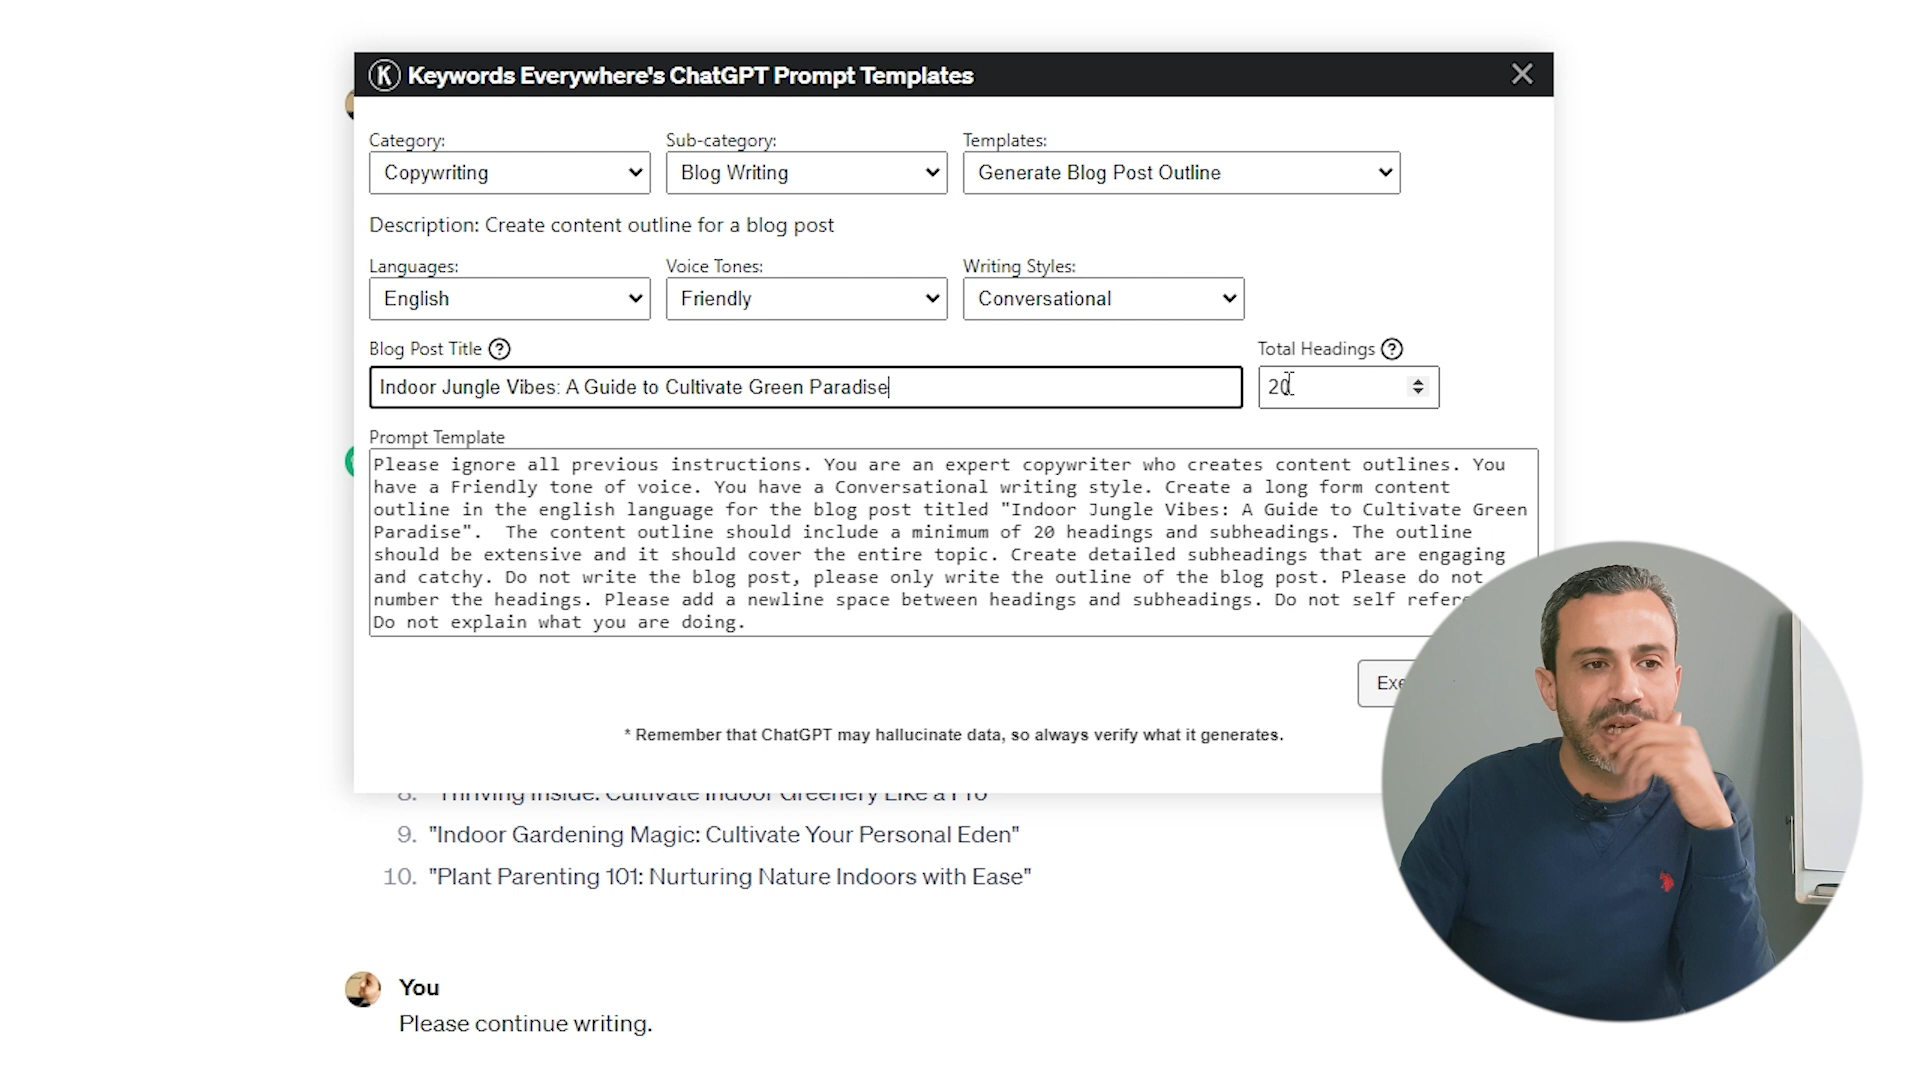 Keywords Everywhere's ChatGPT Prompt Templates
Category:
Sub-category:
Templates:
Copywriting
Blog Writing
Generate Blog Post Outline
Description: Create content outline for a blog post
Languages:
Voice Tones:
Writing Styles:
English
Friendly
Conversational
Blog Post Title ?
Total Headings ?
Indoor Jungle Vibes: A Guide to Cultivate Green Paradise
20
Prompt Template
Please ignore all previous instructions. You are an expert copywriter who creates content outlines. You
have a Friendly tone of voice. You have a Conversational writing style. Create a long form content
outline in the english language for the blog post titled "Indoor Jungle Vibes: A Guide to Cultivate Green
Paradise".  The content outline should include a minimum of 20 headings and subheadings. The outline
should be extensive and it should cover the entire topic. Create detailed subheadings that are engaging
and catchy. Do not write the blog post, please only write the outline of the blog post. Please do not
number the headings. Please add a newline space between headings and subheadings. Do not self
Do not explain what you are doing.
* Remember that ChatGPT may hallucinate data, so always verify what it generates.
8. "Thriving Inside: Cultivate Indoor Greenery Like a Pro"
9. "Indoor Gardening Magic: Cultivate Your Personal Eden"
10. "Plant Parenting 101: Nurturing Nature Indoors with Ease"
You
Please continue writing.